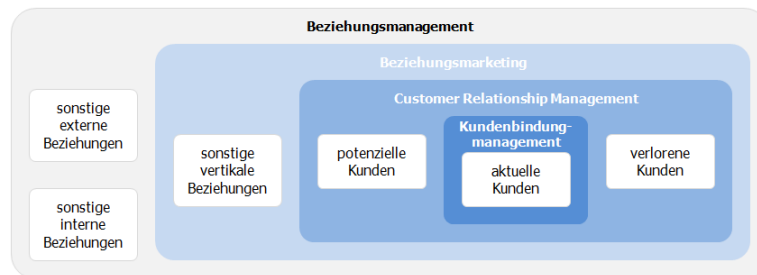 Beziehungsmanagement
Beziehungsmarketing
Customer Relationship Management
Kundenbindung-
management
sonstige
externe
Beziehungen
sonstige
interne
Beziehungen
sonstige
vertikale
Beziehungen
potenzielle
Kunden
aktuelle
Kunden
verlorene
Kunden